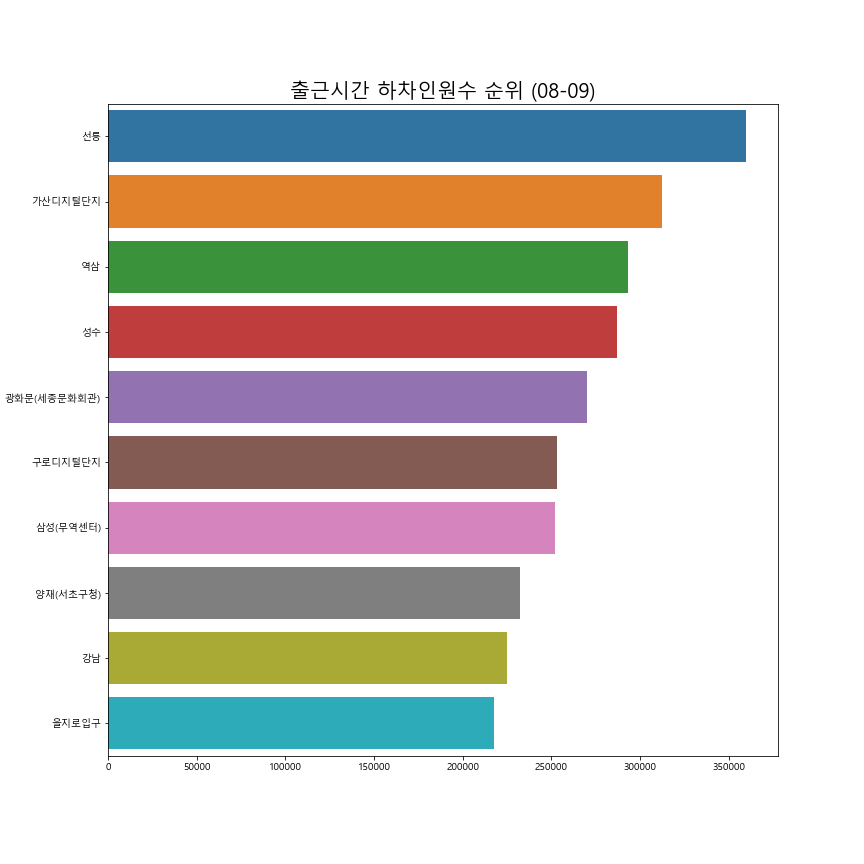 출근시간 하차인원수 순위 (08-09)
선릉
가산디지털단지
역삼
성수
광화문(세종문화회관)
구로디지털단지
삼성(무역센터)
양재(서초구청)
강남
을지로입구
0 50000 100000 150000 200000 250000 300000 350000